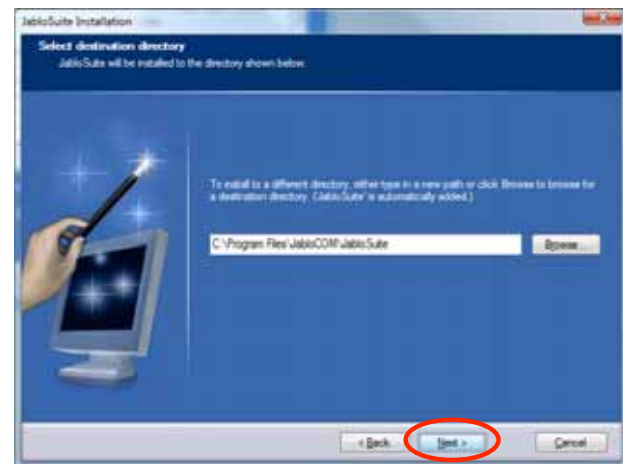 JabloSuite Installation
Select destination directory
JabloSuite will be installed to the directory shown below.
To install to a different directory, either type in a new path or click Browse to browse for
a destination directory. ('JabloSuite' is automatically added.)
C:\Program Files\JabloCOM\JabloSuite
Browse...
< Back
Next >
Cancel